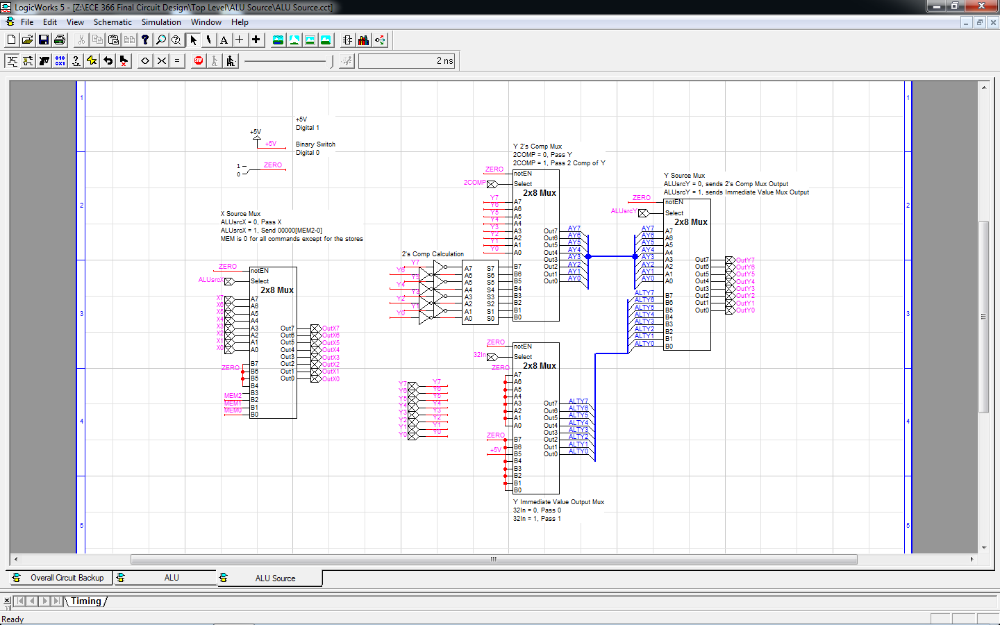 LogicWorks 5 - [Z:\ECE 366 Final Circuit Design\Top Level\ALU Source\ALU Source.cct]
File Edit View Schematic Simulation Window Help
STOP
2 ns
1
1
2
2
3
3
4
4
5
5
+5V
Digital 1
+5V
+5V
Binary Switch
Digital 0
1
0
ZERO
X Source Mux
ALUsrcX = 0, Pass X
ALUsrcX = 1, Send 00000[MEM2-0]
MEM is 0 for all commands except for the stores
ZERO
notEN
ALUsrcX
Select
2x8 Mux
X7 A7
X6 A6
X5 A5
X4 A4
X3 A3 Out7 OutX7
X2 A2 Out6 OutX6
X1 A1 Out5 OutX5
X0 A0 Out4 OutX4
Out3 OutX3
ZERO B7 Out2 OutX2
B6 Out1 OutX1
B5 Out0 OutX0
B4
B3
MEM2 B2
MEM1 B1
MEM0 B0
2's Comp Calculation
Y7
Y6
Y5
Y4
Y3
Y2
Y1
Y0
A7 S7
A6 S6
A5 S5
A4 S4
A3 S3
A2 S2
A1 S1
A0 S0
Y7 Y7
Y6 Y6
Y5 Y5
Y4 Y4
Y3 Y3
Y2 Y2
Y1 Y1
Y0 Y0
Y 2's Comp Mux
2COMP = 0, Pass Y
2COMP = 1, Pass 2 Comp of Y
ZERO
notEN
2COMP
Select
2x8 Mux
Y7 A7
Y6 A6
Y5 A5
Y4 A4
Y3 A3 Out7 AY7
Y2 A2 Out6 AY6
Y1 A1 Out5 AY5
Y0 A0 Out4 AY4
Out3 AY3
B7 Out2 AY2
B6 Out1 AY1
B5 Out0 AY0
B4
B3
B2
B1
B0
ZERO
notEN
32In
Select
2x8 Mux
ZERO
A7
A6
A5
A4
A3 Out7 ALTY7
A2 Out6 ALTY6
A1 Out5 ALTY5
A0 Out4 ALTY4
Out3 ALTY3
ZERO B7 Out2 ALTY2
B6 Out1 ALTY1
+5V B5 Out0 ALTY0
B4
B3
B2
B1
B0
Y Immediate Value Output Mux
32In = 0, Pass 0
32In = 1, Pass 1
Y Source Mux
ALUsrcY = 0, sends 2's Comp Mux Output
ALUsrcY = 1, sends Immediate Value Mux Output
ZERO
notEN
ALUsrcY
Select
2x8 Mux
AY7 A7
AY6 A6
AY5 A5
AY4 A4
AY3 A3 Out7 OutY7
AY2 A2 Out6 OutY6
AY1 A1 Out5 OutY5
AY0 A0 Out4 OutY4
Out3 OutY3
ALTY7 B7 Out2 OutY2
ALTY6 B6 Out1 OutY1
ALTY5 B5 Out0 OutY0
ALTY4 B4
ALTY3 B3
ALTY2 B2
ALTY1 B1
ALTY0 B0
Overall Circuit Backup ALU ALU Source
Timing
Ready